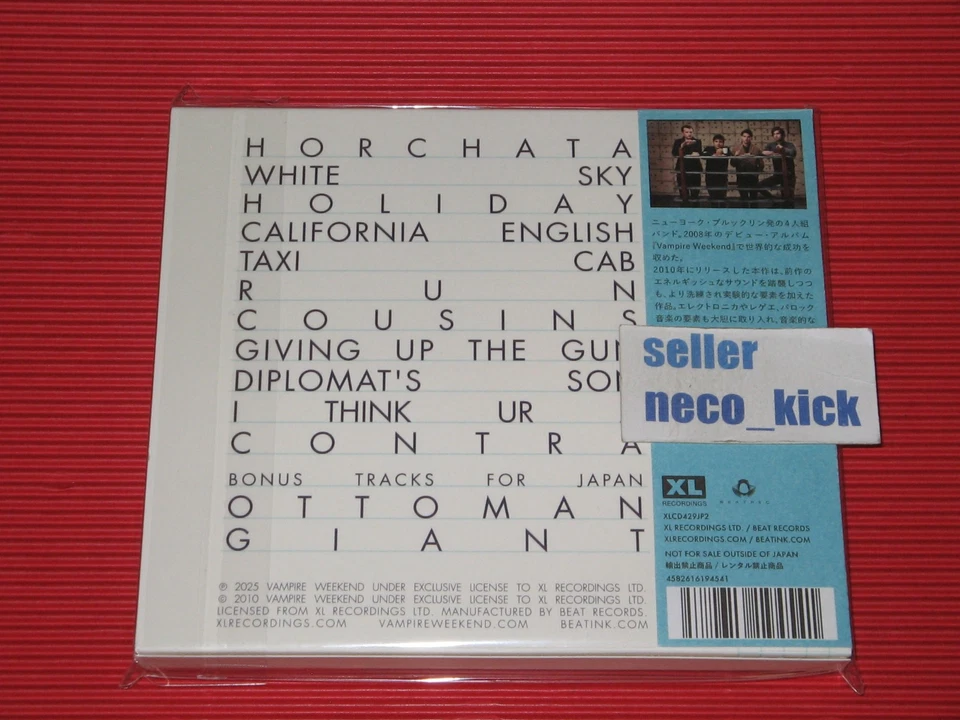 HORCHATA
WHITE SKY
HOLIDAY
CALIFORNIA ENGLISH
TAXI CAB
RUN
COUSINS
GIVING UP THE GUN
DIPLOMAT'S SON
I THINK UR
CONTRA
BONUS TRACKS FOR JAPAN
OTTOMAN
GIANT
℗ 2025 VAMPIRE WEEKEND UNDER EXCLUSIVE LICENSE TO XL RECORDINGS LTD.
© 2010 VAMPIRE WEEKEND UNDER EXCLUSIVE LICENSE TO XL RECORDINGS LTD.
LICENSED FROM XL RECORDINGS LTD. MANUFACTURED BY BEAT RECORDS.
XLRECORDINGS.COM VAMPIREWEEKEND.COM BEATINK.COM
ニューヨーク・ブルックリン発の4人組
バンド。2008年のデビュー・アルバム
『Vampire Weekend』で世界的な成功を
収めた。
2010年にリリースした本作は、前作の
エネルギッシュなサウンドを踏襲しつつ
も、より洗練され実験的な要素を加えた
作品。エレクトロニカやレゲエ、バロック
音楽の要素も大胆に取り入れ、音楽的な
seller
neco_kick
XL
RECORDINGS
BEATINK
XLCD429JP2
XL RECORDINGS LTD. / BEAT RECORDS
XLRECORDINGS.COM / BEATINK.COM
NOT FOR SALE OUTSIDE OF JAPAN
輸出禁止商品 / レンタル禁止商品
4582616194541